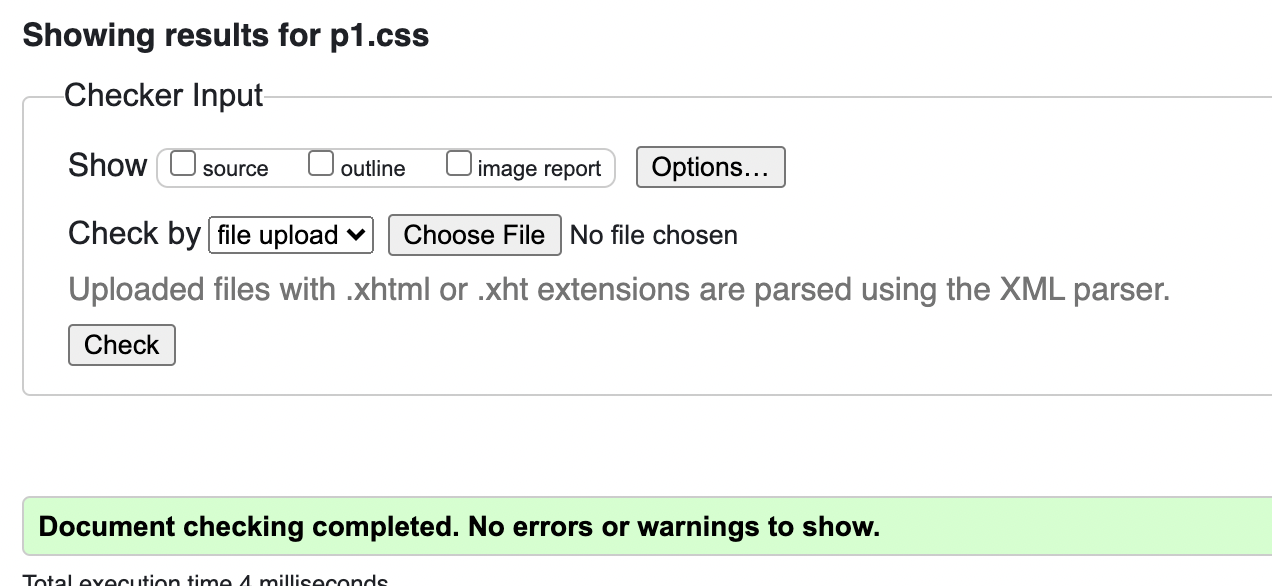 Showing results for p1.css
Checker Input
Show source outline image report Options…
Check by file upload Choose File No file chosen
Uploaded files with .xhtml or .xht extensions are parsed using the XML parser.
Check
Document checking completed. No errors or warnings to show.
Total execution time 4 milliseconds